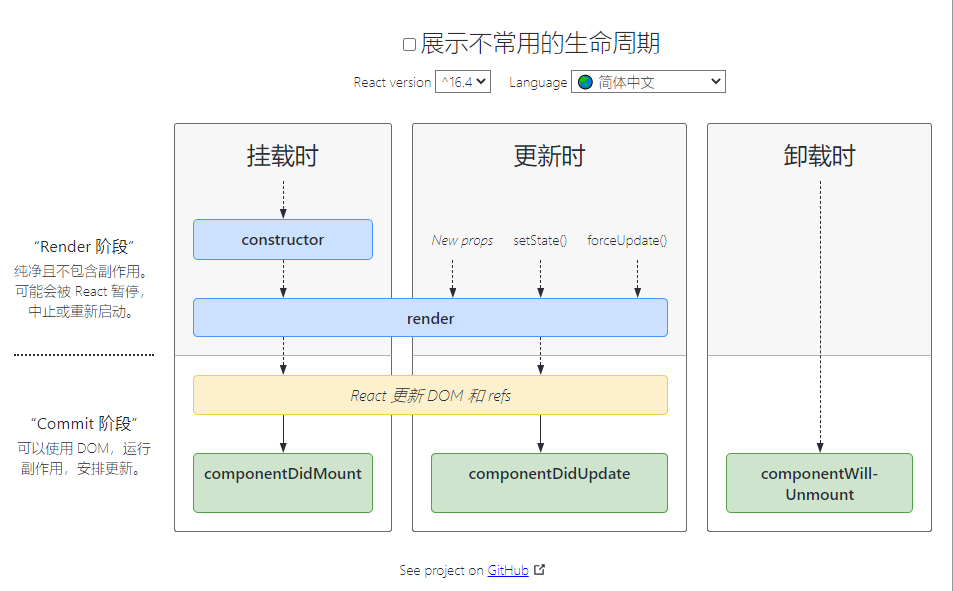 展示不常用的生命周期
React version ^16.4 Language 简体中文
挂载时 更新时 卸载时
constructor
“Render 阶段”
纯净且不包含副作用。
可能会被 React 暂停，
中止或重新启动。
New props setState() forceUpdate()
render
React 更新 DOM 和 refs
“Commit 阶段”
可以使用 DOM，运行
副作用，安排更新。
componentDidMount
componentDidUpdate
componentWill-
Unmount
See project on GitHub